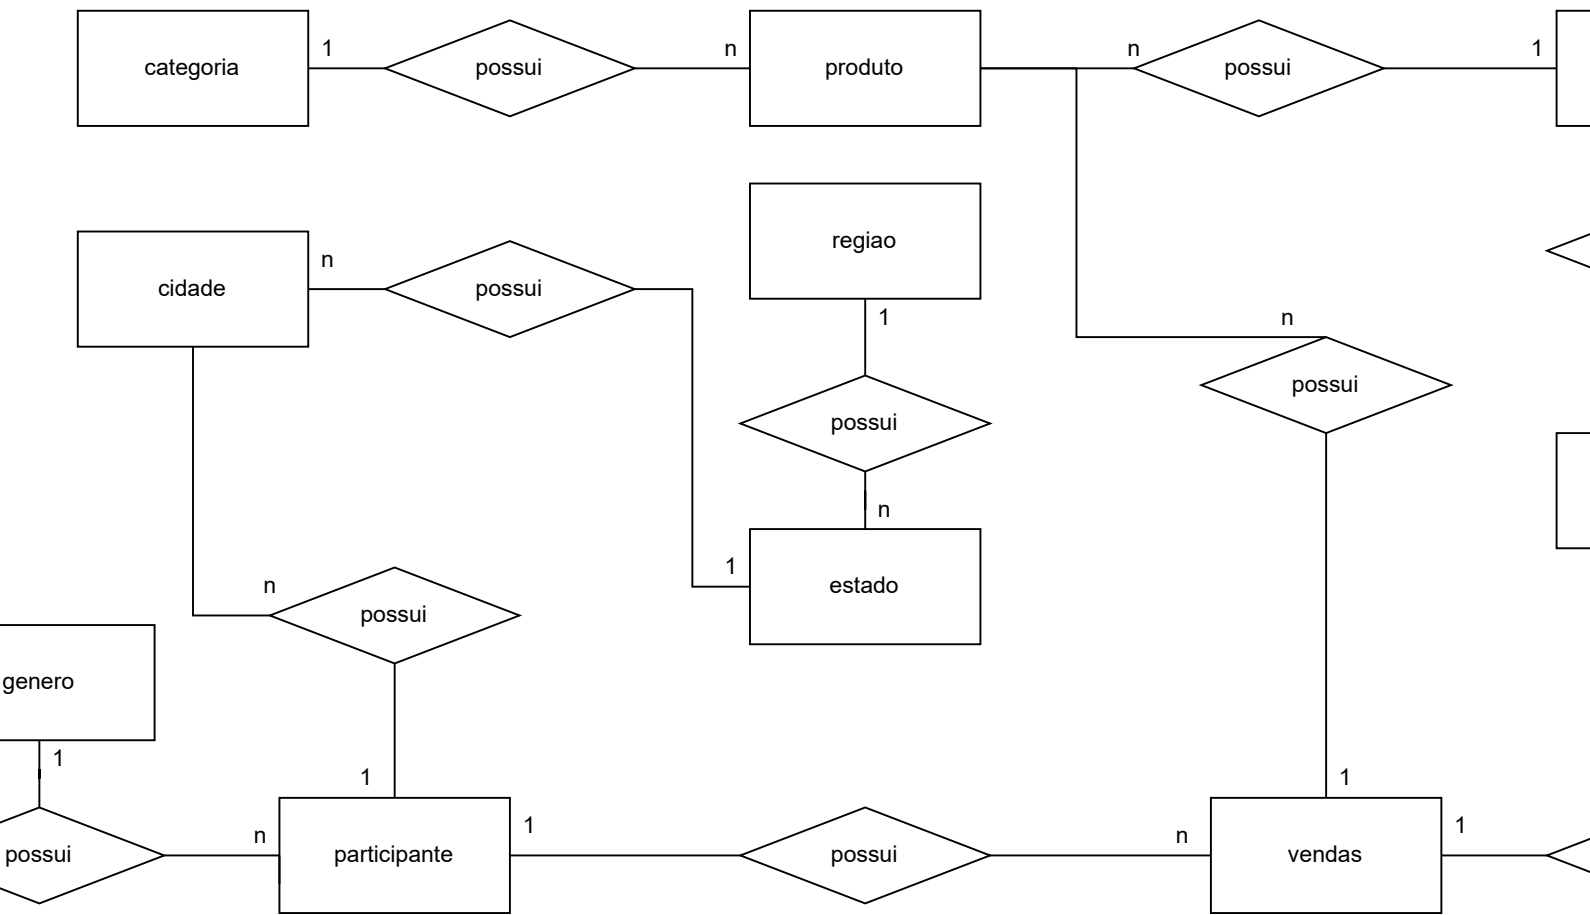 categoria
1
possui
n
produto
n
possui
1
cidade
n
possui
regiao
1
n
possui
possui
n
1
estado
n
possui
genero
1
1
1
possui
n
participante
1
possui
n
vendas
1